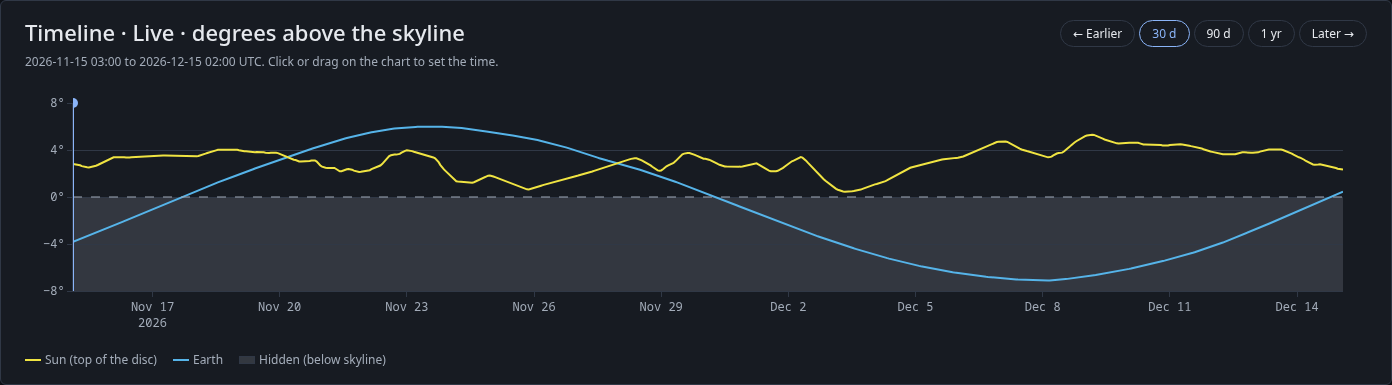 Timeline · Live · degrees above the skyline
← Earlier 30 d 90 d 1 yr Later →
2026-11-15 03:00 to 2026-12-15 02:00 UTC. Click or drag on the chart to set the time.
8°
4°
0°
−4°
−8°
Nov 17 Nov 20 Nov 23 Nov 26 Nov 29 Dec 2 Dec 5 Dec 8 Dec 11 Dec 14
2026
Sun (top of the disc) Earth Hidden (below skyline)